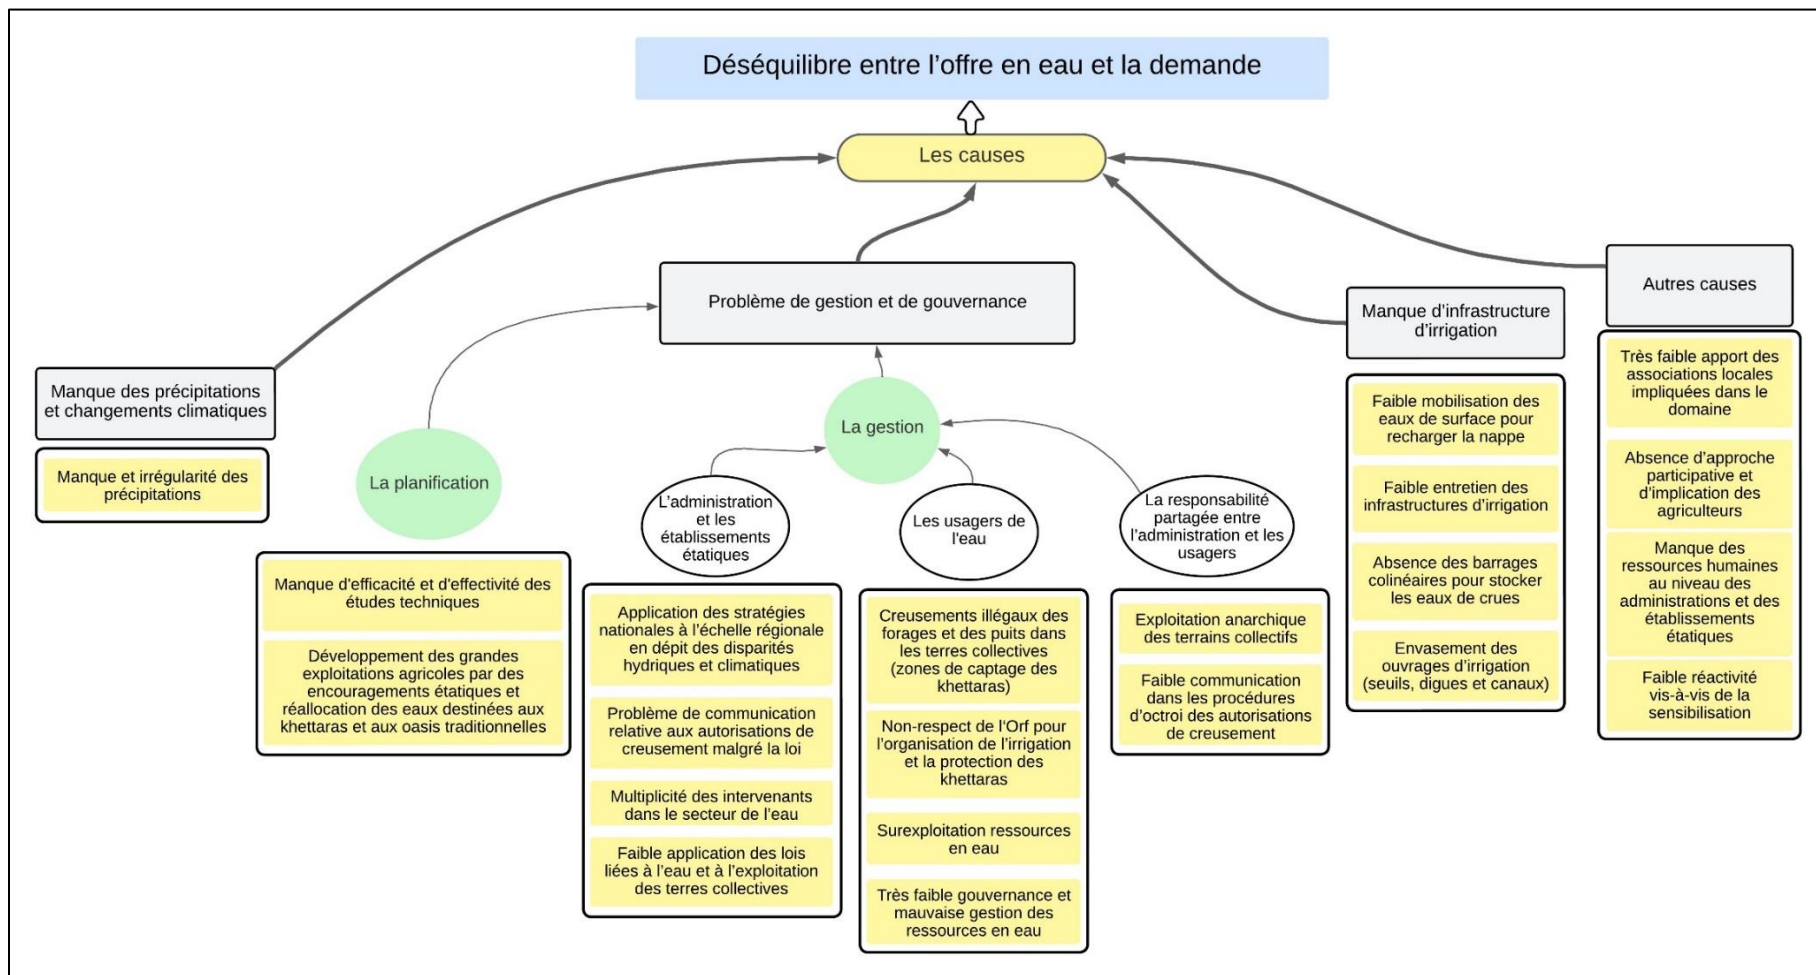 Déséquilibre entre l'offre en eau et la demande
Les causes
Manque des précipitations
et changements climatiques
Manque et irrégularité des
précipitations
Problème de gestion et de gouvernance
La planification
Manque d'efficacité et d'effectivité des
études techniques
Développement des grandes
exploitations agricoles par des
encouragements étatiques et
réallocation des eaux destinées aux
khettaras et aux oasis traditionnelles
La gestion
L'administration
et les
établissements
étatiques
Application des stratégies
nationales à l'échelle régionale
en dépit des disparités
hydriques et climatiques
Problème de communication
relative aux autorisations de
creusement malgré la loi
Multiplicité des intervenants
dans le secteur de l'eau
Faible application des lois
liées à l'eau et à l'exploitation
des terres collectives
Les usagers de
l'eau
Creusements illégaux des
forages et des puits dans
les terres collectives
(zones de captage des
khettaras)
Non-respect de l'Orf pour
l'organisation de l'irrigation
et la protection des
khettaras
Surexploitation ressources
en eau
Très faible gouvernance et
mauvaise gestion des
ressources en eau
La responsabilité
partagée entre
l'administration et les
usagers
Exploitation anarchique
des terrains collectifs
Faible communication
dans les procédures
d'octroi des autorisations
de creusement
Manque d'infrastructure
d'irrigation
Faible mobilisation des
eaux de surface pour
recharger la nappe
Faible entretien des
infrastructures d'irrigation
Absence des barrages
colinéaires pour stocker
les eaux de crues
Envasement des
ouvrages d'irrigation
(seuils, digues et canaux)
Autres causes
Très faible apport des
associations locales
impliquées dans le
domaine
Absence d'approche
participative et
d'implication des
agriculteurs
Manque des
ressources humaines
au niveau des
administrations et des
établissements
étatiques
Faible réactivité
vis-à-vis de la
sensibilisation